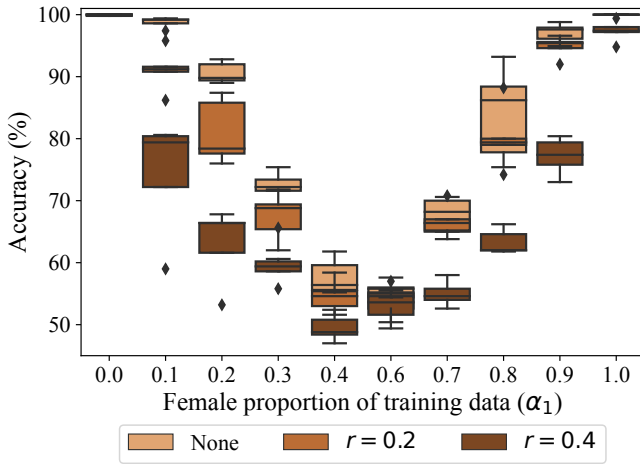 100
90
80
70
60
50
Accuracy (%)
0.0 0.1 0.2 0.3 0.4 0.6 0.7 0.8 0.9 1.0
Female proportion of training data (α₁)
None r = 0.2 r = 0.4